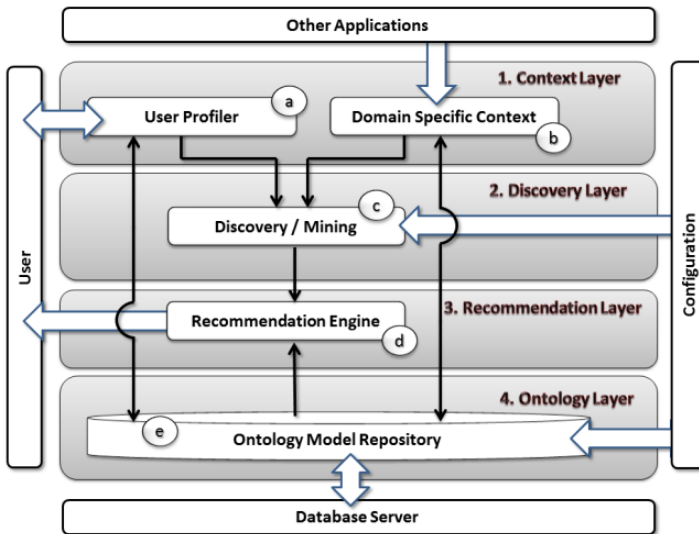 Other Applications
1. Context Layer
a
User Profiler
Domain Specific Context
b
2. Discovery Layer
c
Discovery / Mining
User
Configuration
3. Recommendation Layer
Recommendation Engine
d
4. Ontology Layer
e
Ontology Model Repository
Database Server